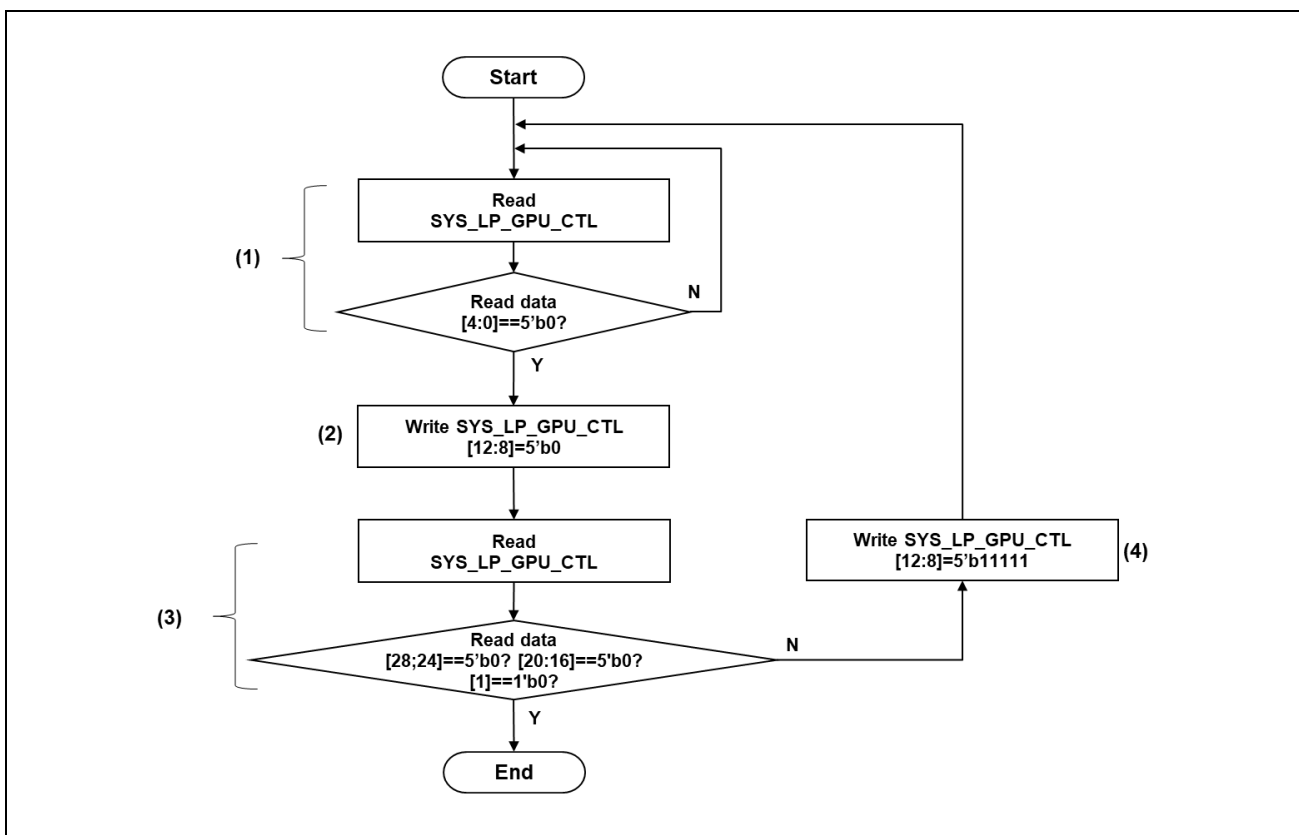 Start
Read
SYS_LP_GPU_CTL
(1)
Read data
[4:0]==5’b0?
N
Y
(2)
Write SYS_LP_GPU_CTL
[12:8]=5’b0
Read
SYS_LP_GPU_CTL
Write SYS_LP_GPU_CTL
[12:8]=5’b11111
(4)
(3)
Read data
[28;24]==5’b0? [20:16]==5'b0?
[1]==1'b0?
N
Y
End